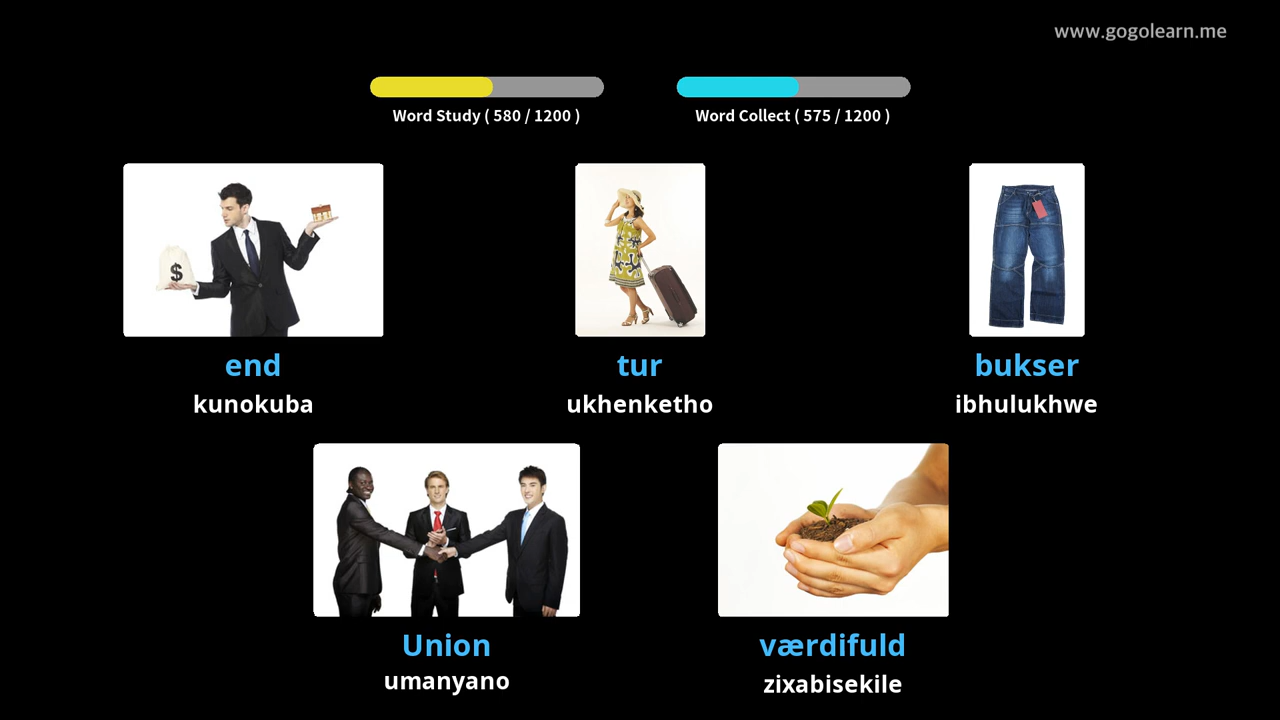 www.gogolearn.me
Word Study ( 580 / 1200 )
Word Collect ( 575 / 1200 )
end
kunokuba
tur
ukhenketho
bukser
ibhulukhwe
$
Union
umanyano
værdifuld
zixabisekile